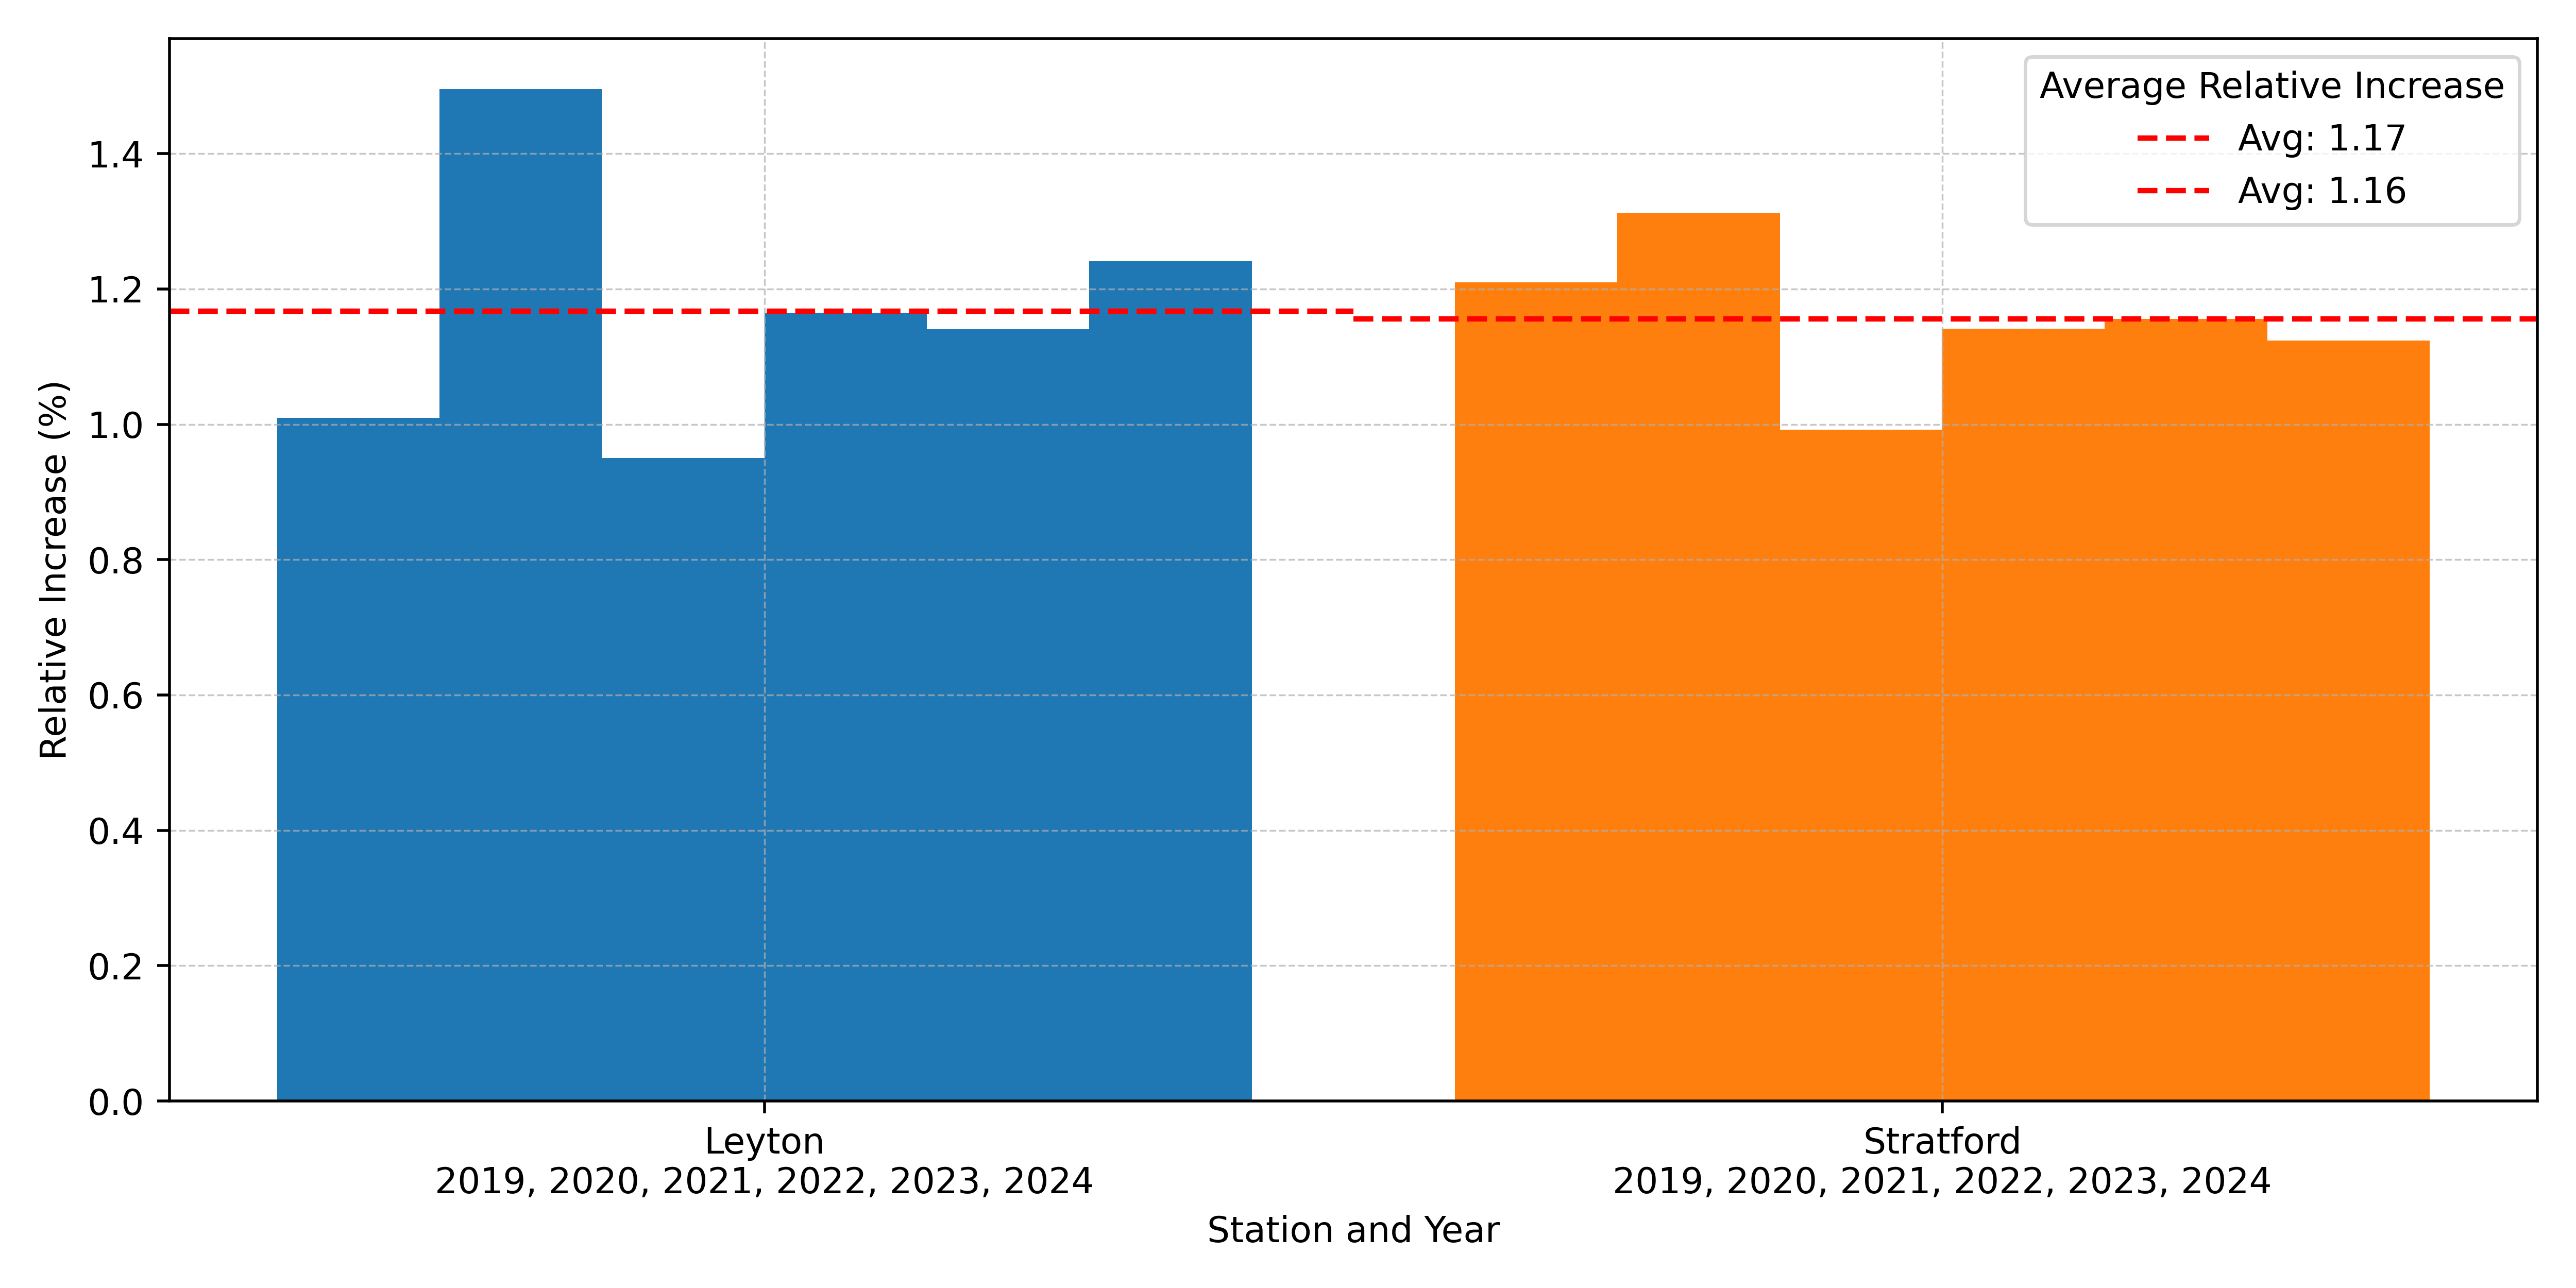 Average Relative Increase
Avg: 1.17
Avg: 1.16
Relative Increase (%)
1.4
1.2
1.0
0.8
0.6
0.4
0.2
0.0
Leyton
2019, 2020, 2021, 2022, 2023, 2024
Stratford
2019, 2020, 2021, 2022, 2023, 2024
Station and Year